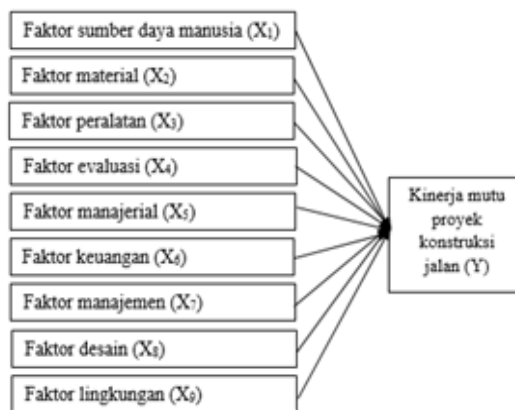 Faktor sumber daya manusia (X₁)
Faktor material (X₂)
Faktor peralatan (X₃)
Faktor evaluasi (X₄)
Faktor manajerial (X₅)
Faktor keuangan (X₆)
Faktor manajemen (X₇)
Faktor desain (X₈)
Faktor lingkungan (X₉)
Kinerja mutu
proyek
konstruksi
jalan (Y)